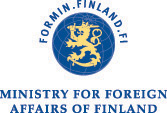 FORMIN.FINLAND.FI
MINISTRY FOR FOREIGN
AFFAIRS OF FINLAND